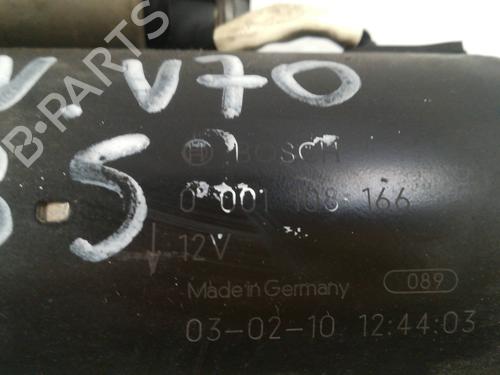 V. V70
S
B-PARTS
BOSCH
0 001 108 166
12V
Made in Germany
089
03-02-10 12:44:03